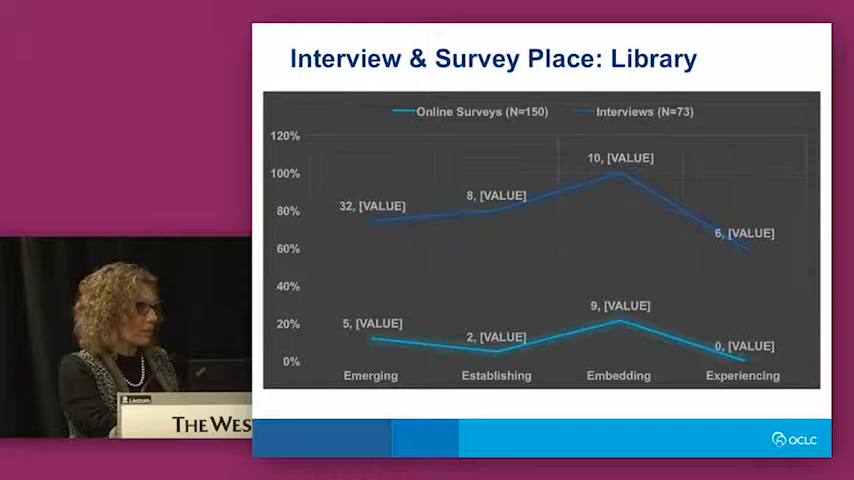 Interview & Survey Place: Library
Online Surveys (N=150)
Interviews (N=73)
120%
100%
80%
60%
40%
20%
0%
32, [VALUE]
8, [VALUE]
10, [VALUE]
6, [VALUE]
5, [VALUE]
2, [VALUE]
9, [VALUE]
0, [VALUE]
Emerging
Establishing
Embedding
Experiencing
OCLC
Lectrum
THE WES